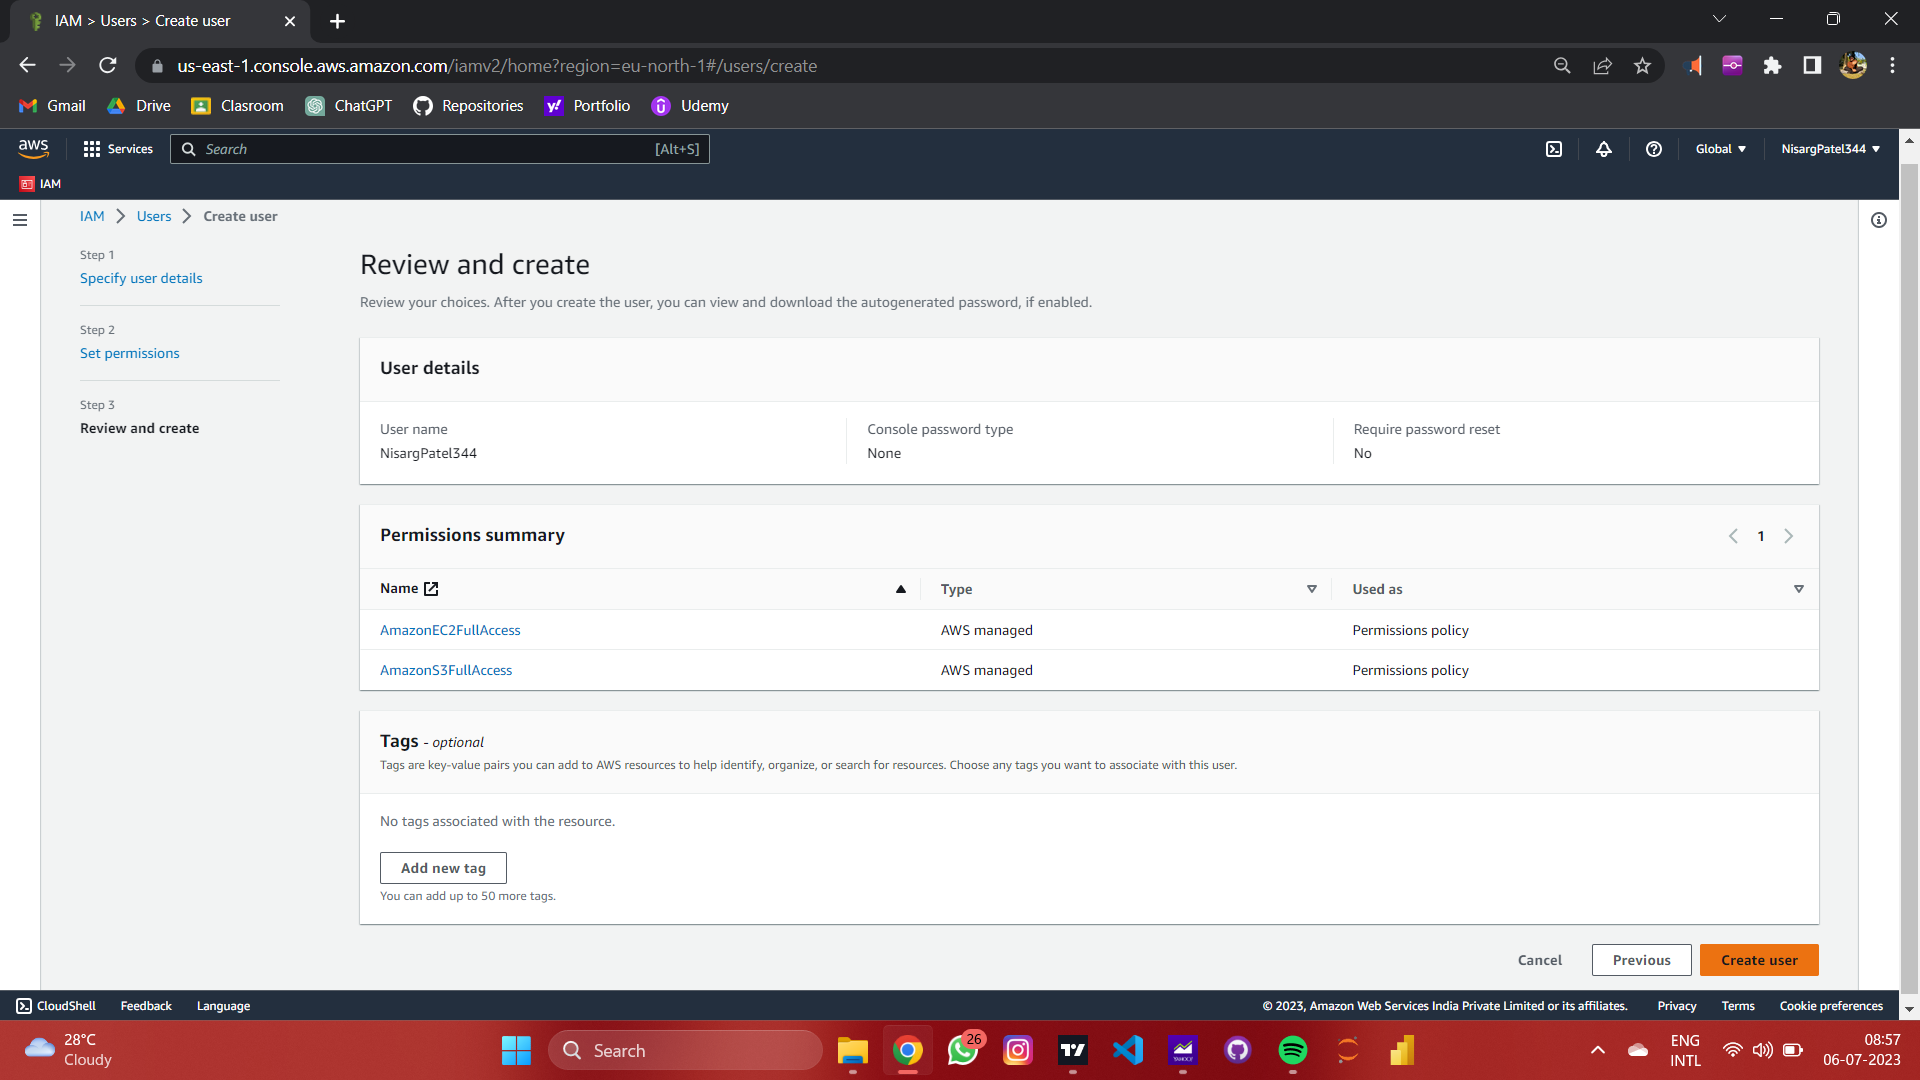 IAM > Users > Create user
us-east-1.console.aws.amazon.com/iamv2/home?region=eu-north-1#/users/create
Gmail Drive Clasroom ChatGPT Repositories Portfolio Udemy
aws Services Search [Alt+S] Global NisargPatel344
IAM
IAM Users Create user
Step 1
Specify user details
Step 2
Set permissions
Step 3
Review and create
Review and create
Review your choices. After you create the user, you can view and download the autogenerated password, if enabled.
User details
User name Console password type Require password reset
NisargPatel344 None No
Permissions summary 1
Name Type Used as
AmazonEC2FullAccess AWS managed Permissions policy
AmazonS3FullAccess AWS managed Permissions policy
Tags - optional
Tags are key-value pairs you can add to AWS resources to help identify, organize, or search for resources. Choose any tags you want to associate with this user.
No tags associated with the resource.
Add new tag
You can add up to 50 more tags.
Cancel Previous Create user
CloudShell Feedback Language © 2023, Amazon Web Services India Private Limited or its affiliates. Privacy Terms Cookie preferences
28°C
Cloudy
Search
26
ENG
INTL
08:57
06-07-2023